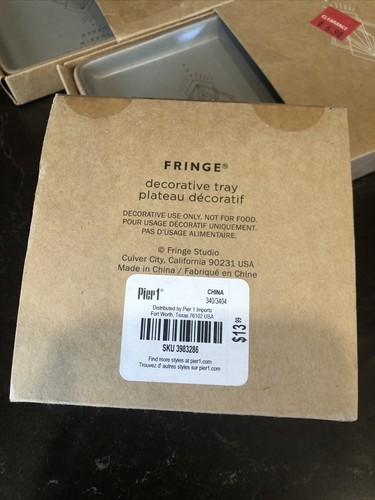 CLEARANCE
FRINGE®
decorative tray
plateau décoratif
DECORATIVE USE ONLY. NOT FOR FOOD.
POUR USAGE DÉCORATIF UNIQUEMENT.
PAS D'USAGE ALIMENTAIRE.
© Fringe Studio
Culver City, California 90231 USA
Made in China / Fabriqué en Chine
Pier1® CHINA
340/3404
Distributed by Pier 1 Imports
Fort Worth, Texas 76102 USA
$13.99
SKU 3983286
Find more styles at pier1.com
Trouvez d' autres styles sur pier1.com